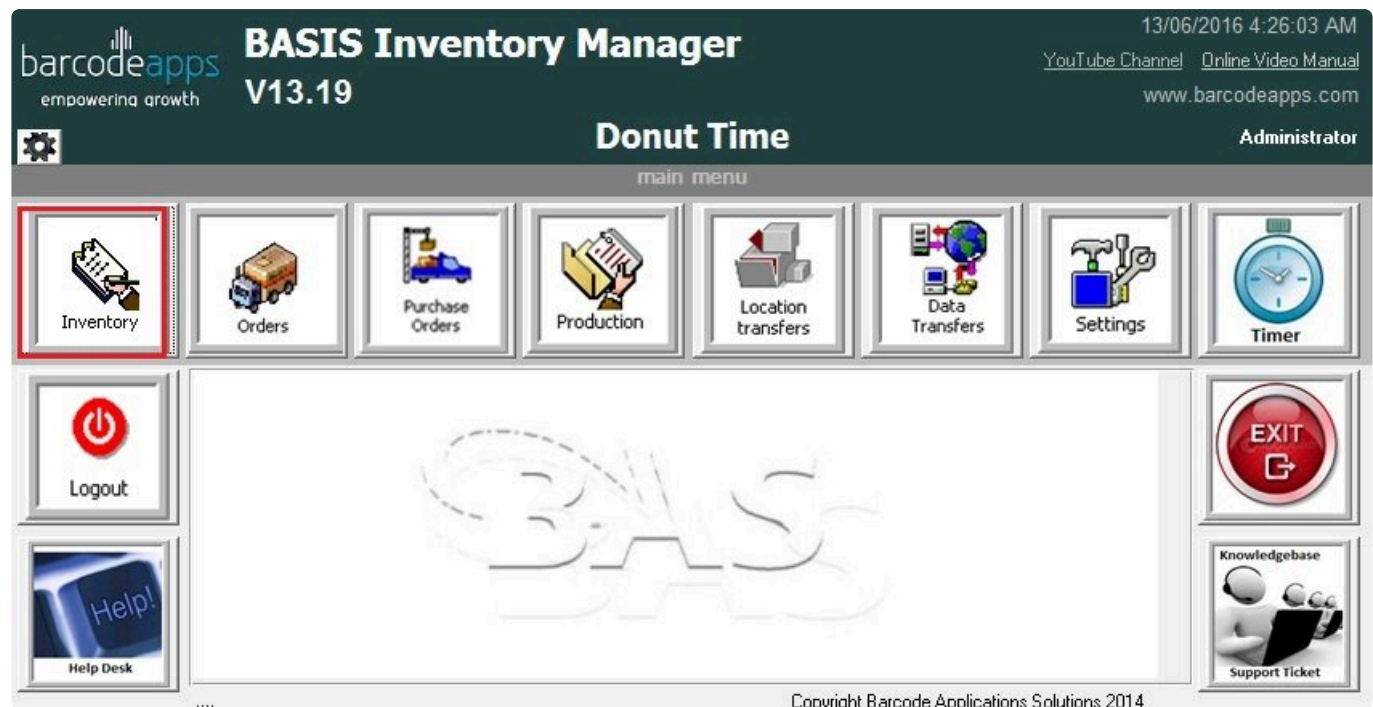 13/06/2016 4:26:03 AM
barcodeapps
empowering growth
BASIS Inventory Manager
V13.19
YouTube Channel Online Video Manual
www.barcodeapps.com
Donut Time
Administrator
main menu
Inventory
Orders
Purchase
Orders
Production
Location
transfers
Data
Transfers
Settings
Timer
Logout
BAS
EXIT
Help!
Help Desk
Knowledgebase
Support Ticket
Copyright Barcode Applications Solutions 2014